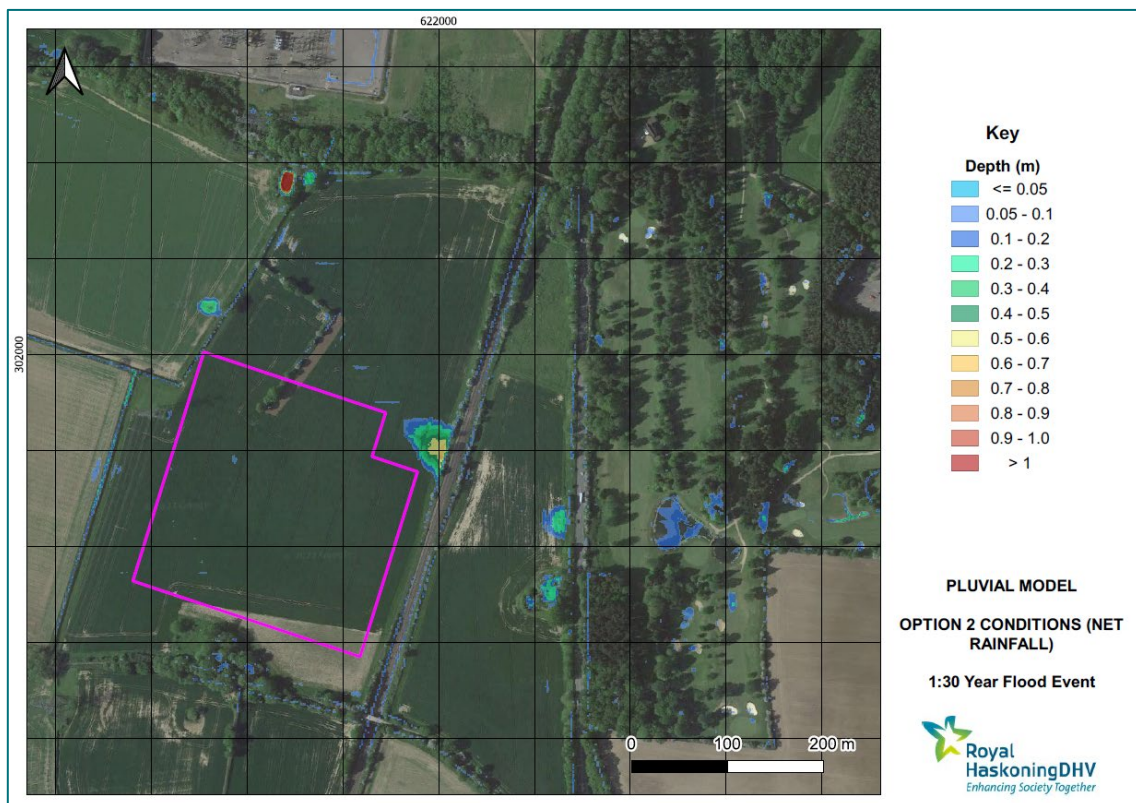 622000
302000
Key
Depth (m)
<= 0.05
0.05 - 0.1
0.1 - 0.2
0.2 - 0.3
0.3 - 0.4
0.4 - 0.5
0.5 - 0.6
0.6 - 0.7
0.7 - 0.8
0.8 - 0.9
0.9 - 1.0
> 1
PLUVIAL MODEL
OPTION 2 CONDITIONS (NET
RAINFALL)
1:30 Year Flood Event
0 100 200 m
Royal
HaskoningDHV
Enhancing Society Together